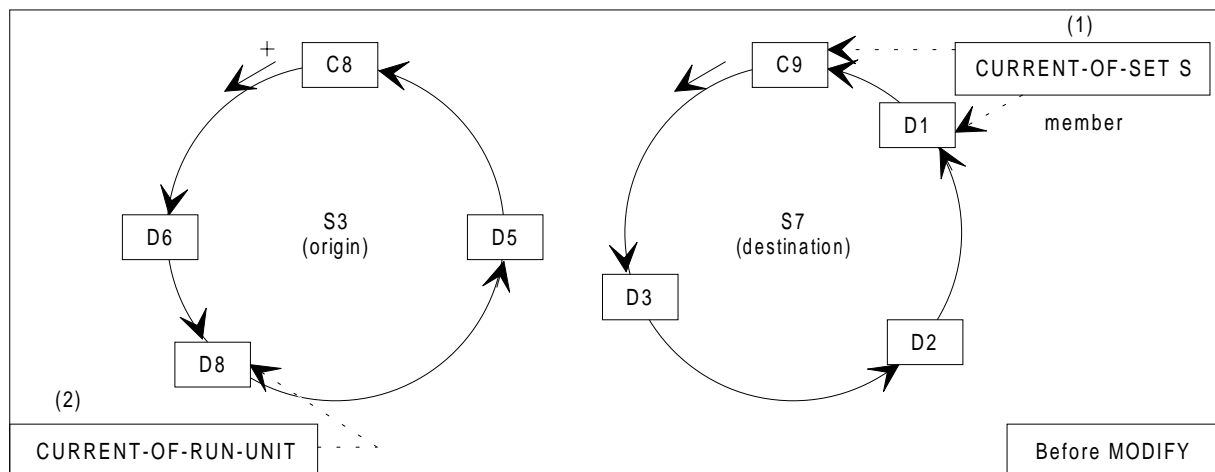 (1)
+
C8
C9
CURRENT-OF-SET S
D1
member
D6
S3
(origin)
D5
S7
(destination)
D3
D2
D8
(2)
CURRENT-OF-RUN-UNIT
Before MODIFY